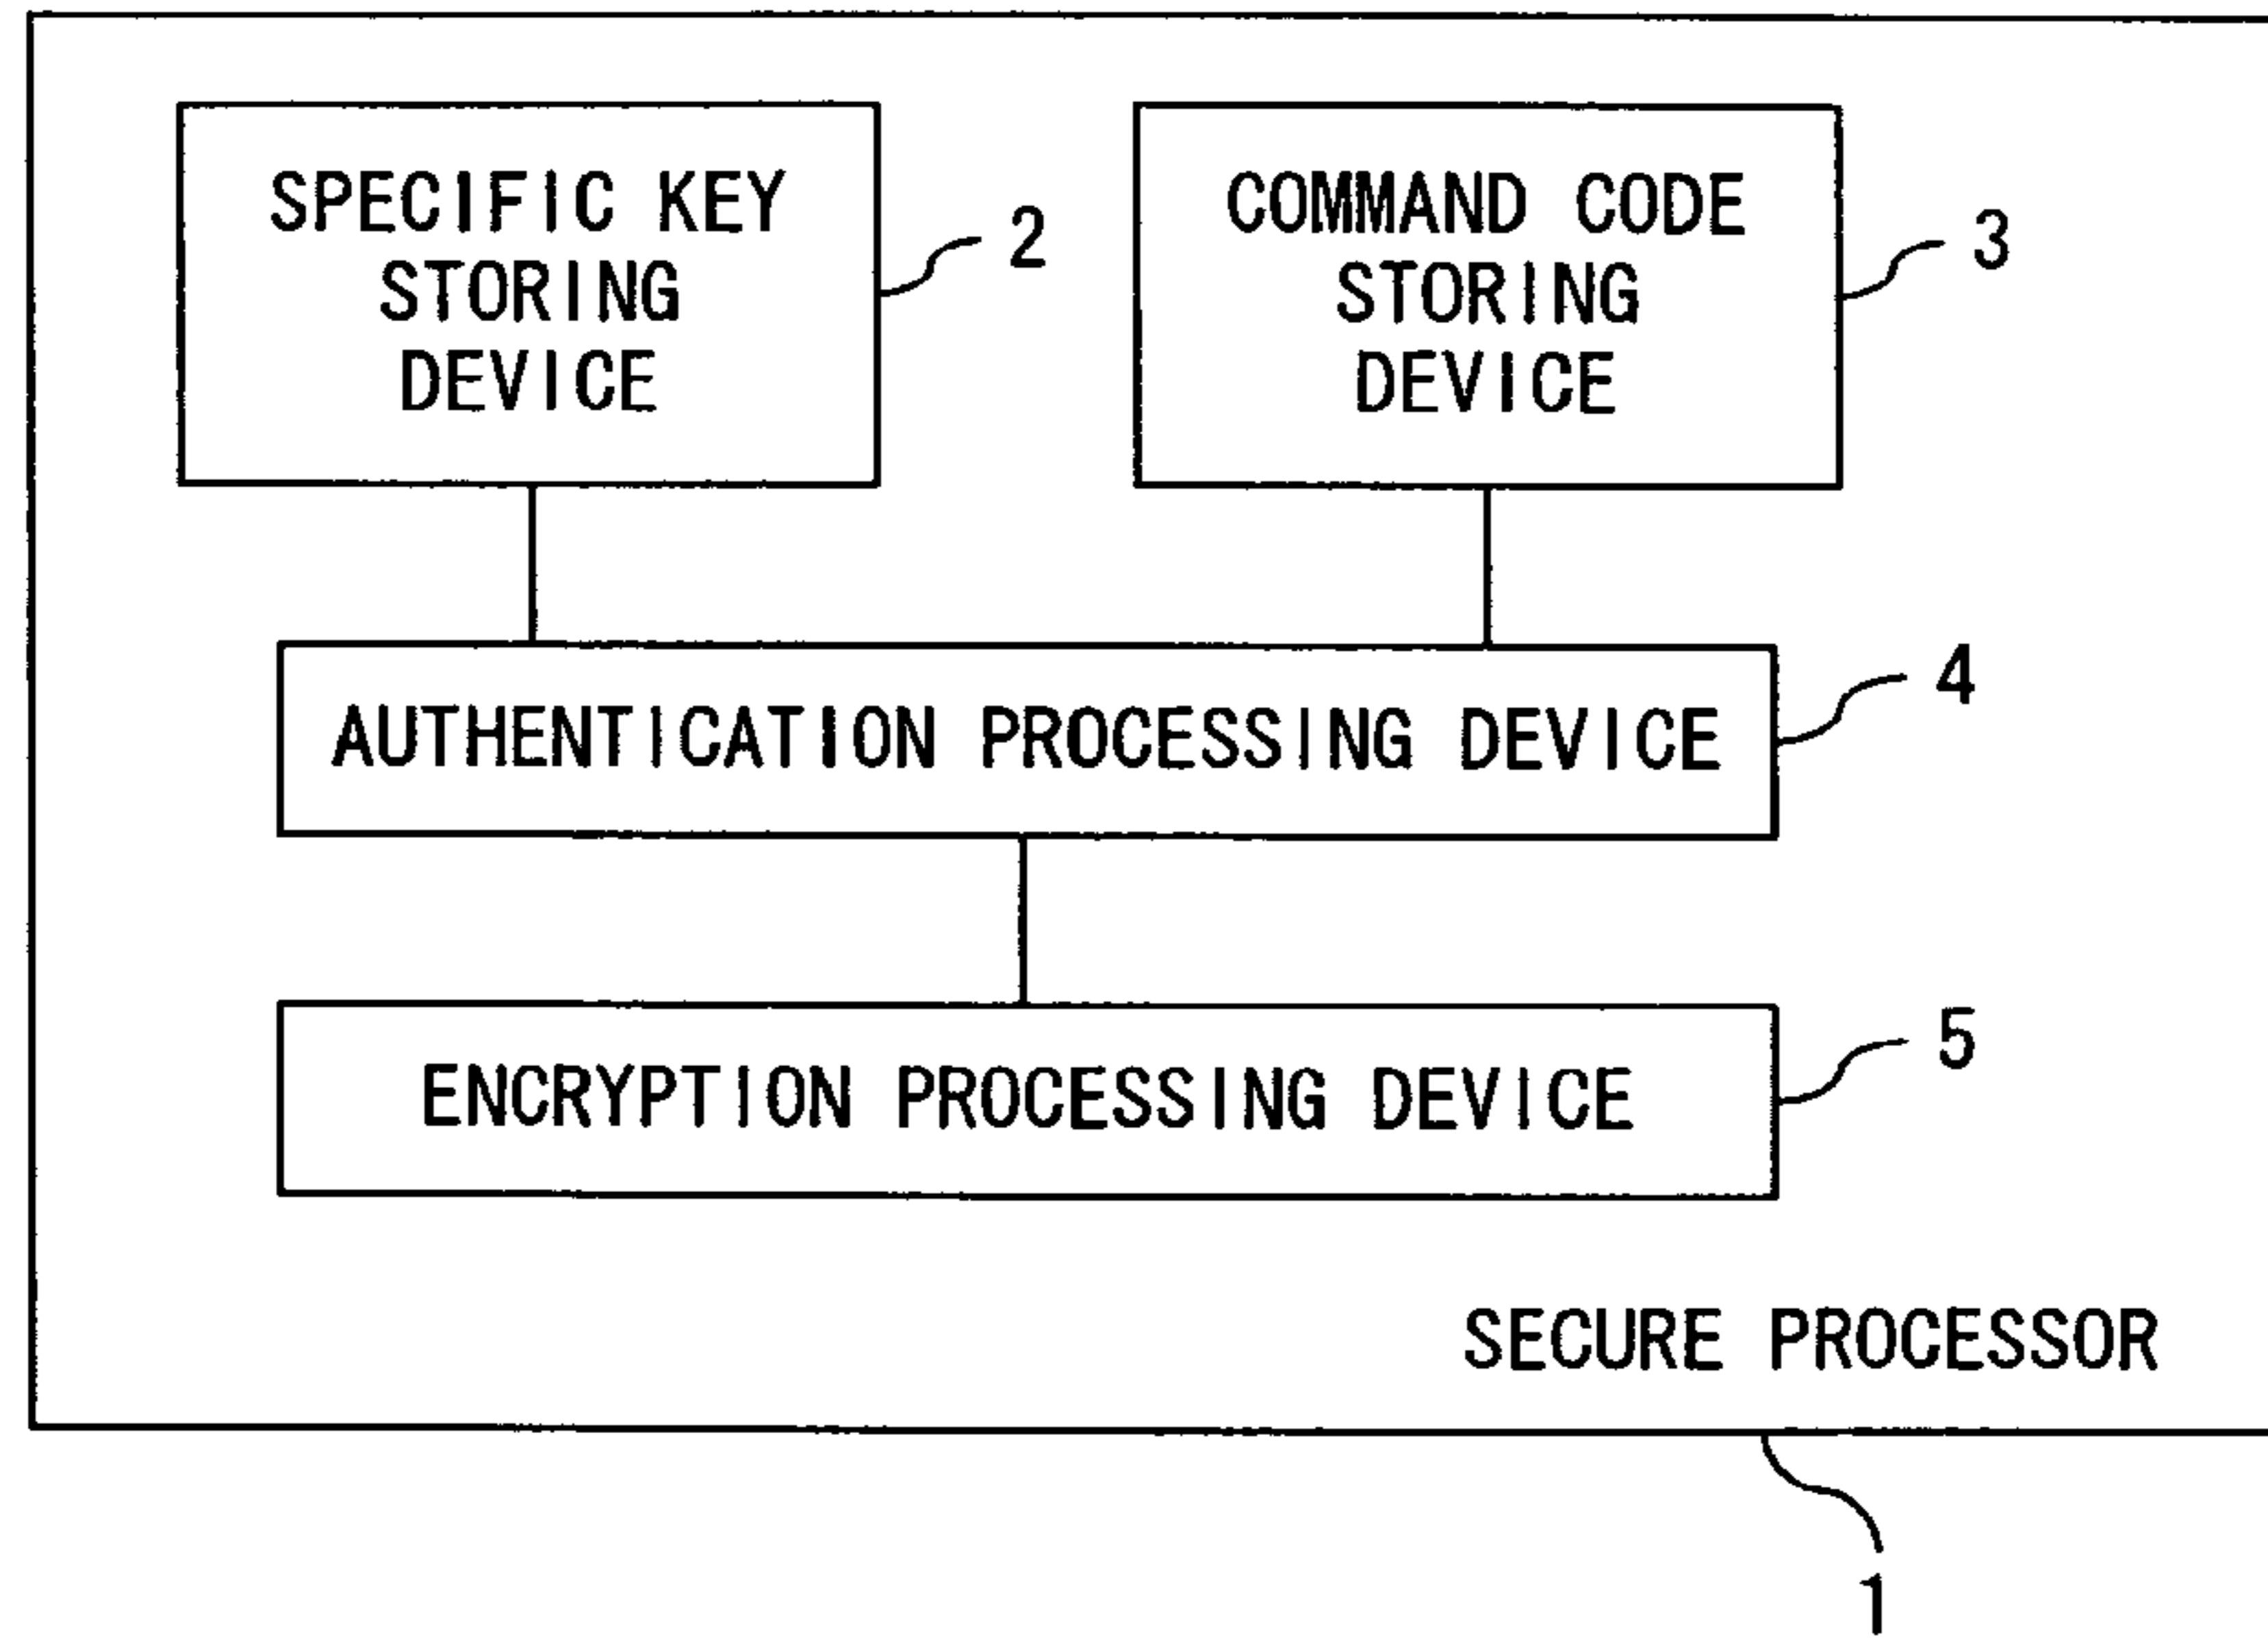 SPECIFIC KEY
STORING
DEVICE
2
COMMAND CODE
STORING
DEVICE
3
AUTHENTICATION PROCESSING DEVICE
4
ENCRYPTION PROCESSING DEVICE
5
SECURE PROCESSOR
1